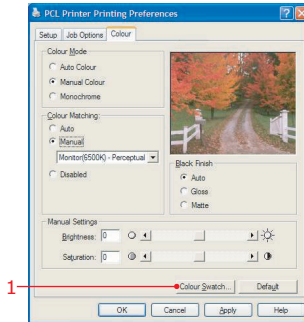 PCL Printer Printing Preferences
Setup Job Options Colour
Colour Mode
Auto Colour
Manual Colour
Monochrome
Colour Matching:
Auto
Manual
Monitor(6500K) - Perceptual
Disabled
Black Finish
Auto
Gloss
Matte
Manual Settings
Brightness: 0
Saturation: 0
1
Colour Swatch... Default
OK Cancel Apply Help